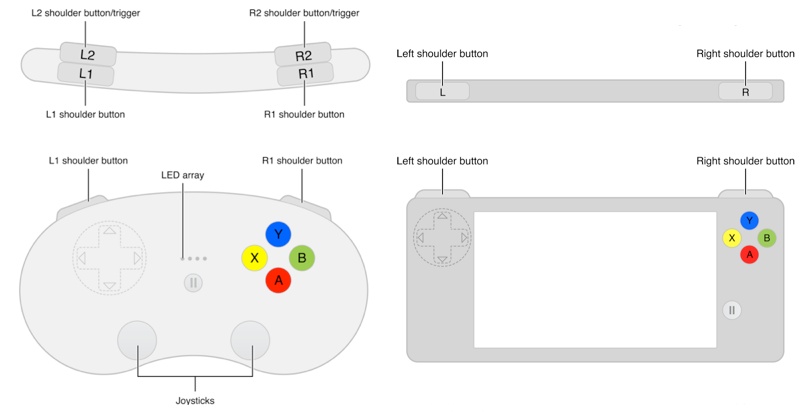 L2 shoulder button/trigger
R2 shoulder button/trigger
L2
R2
L1
R1
L1 shoulder button
R1 shoulder button
Left shoulder button
Right shoulder button
L
R
L1 shoulder button
R1 shoulder button
LED array
Y
X
B
A
Joysticks
Left shoulder button
Right shoulder button
Y
X
B
A